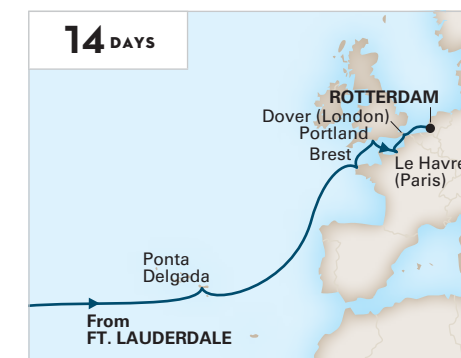 14 DAYS
ROTTERDAM
Dover (London)
Portland
Brest
Le Havre
(Paris)
Ponta
Delgada
From
FT. LAUDERDALE